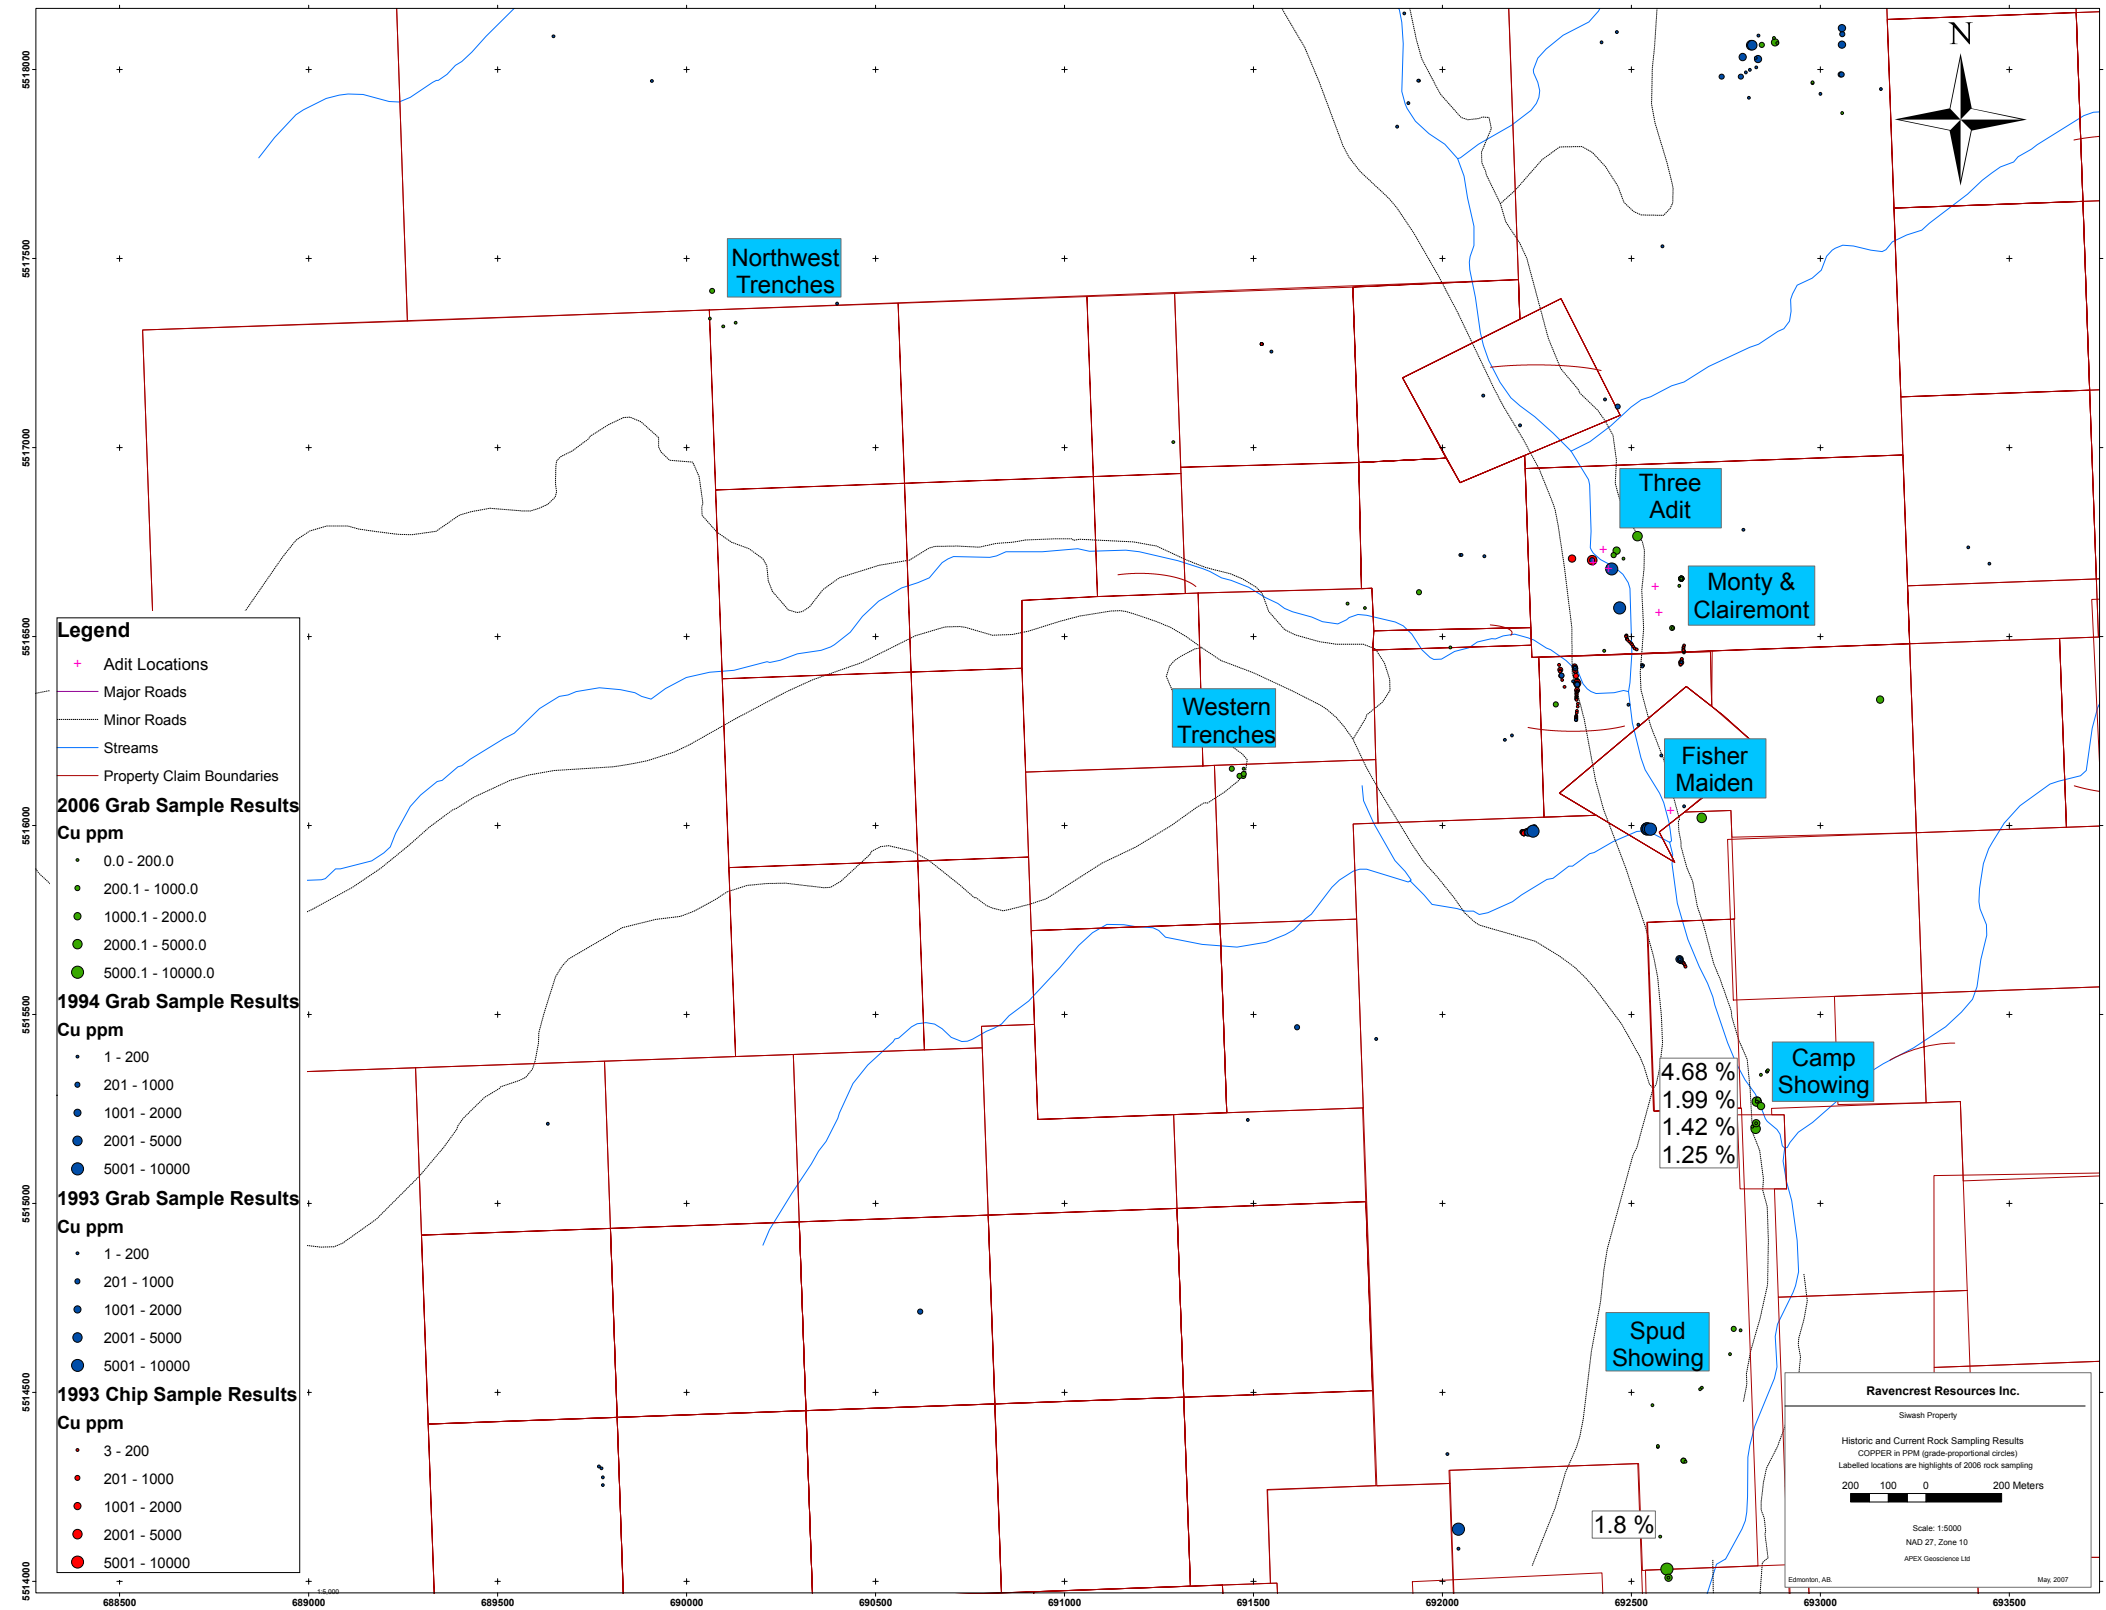 N
5518000
5517500
5517000
5516500
5516000
5515500
5515000
5514500
5514000
Northwest
Trenches
Three
Adit
Monty &
Clairemont
Western
Trenches
Fisher
Maiden
Camp
Showing
4.68 %
1.99 %
1.42 %
1.25 %
Spud
Showing
1.8 %
Legend
Adit Locations
Major Roads
Minor Roads
Streams
Property Claim Boundaries
2006 Grab Sample Results
Cu ppm
0.0 - 200.0
200.1 - 1000.0
1000.1 - 2000.0
2000.1 - 5000.0
5000.1 - 10000.0
1994 Grab Sample Results
Cu ppm
1 - 200
201 - 1000
1001 - 2000
2001 - 5000
5001 - 10000
1993 Grab Sample Results
Cu ppm
1 - 200
201 - 1000
1001 - 2000
2001 - 5000
5001 - 10000
1993 Chip Sample Results
Cu ppm
3 - 200
201 - 1000
1001 - 2000
2001 - 5000
5001 - 10000
1:5,000
Ravencrest Resources Inc.
Siwash Property
Historic and Current Rock Sampling Results
COPPER in PPM (grade-proportional circles)
Labelled locations are highlights of 2006 rock sampling
200 100 0 200 Meters
Scale: 1:5000
NAD 27, Zone 10
APEX Geoscience Ltd
Edmonton, AB. May, 2007
688500 689000 689500 690000 690500 691000 691500 692000 692500 693000 693500